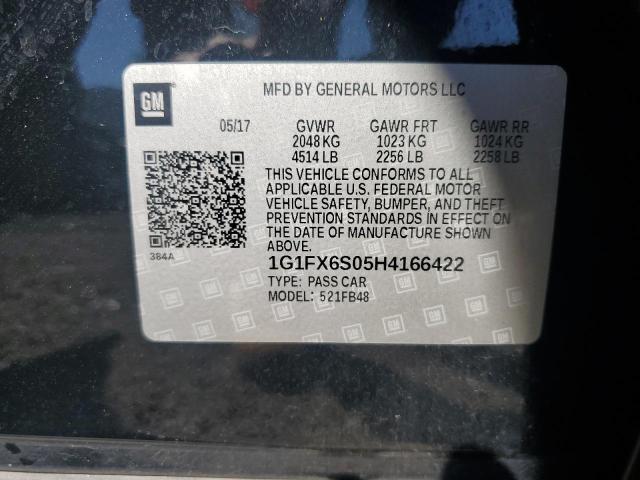 GM
MFD BY GENERAL MOTORS LLC
05/17 GVWR GAWR FRT GAWR RR
2048 KG 1023 KG 1024 KG
4514 LB 2256 LB 2258 LB
THIS VEHICLE CONFORMS TO ALL
APPLICABLE U.S. FEDERAL MOTOR
VEHICLE SAFETY, BUMPER, AND THEFT
PREVENTION STANDARDS IN EFFECT ON
THE DATE OF MANUFACTURE SHOWN
ABOVE.
384A
1G1FX6S05H4166422
TYPE: PASS CAR
MODEL: 521FB48